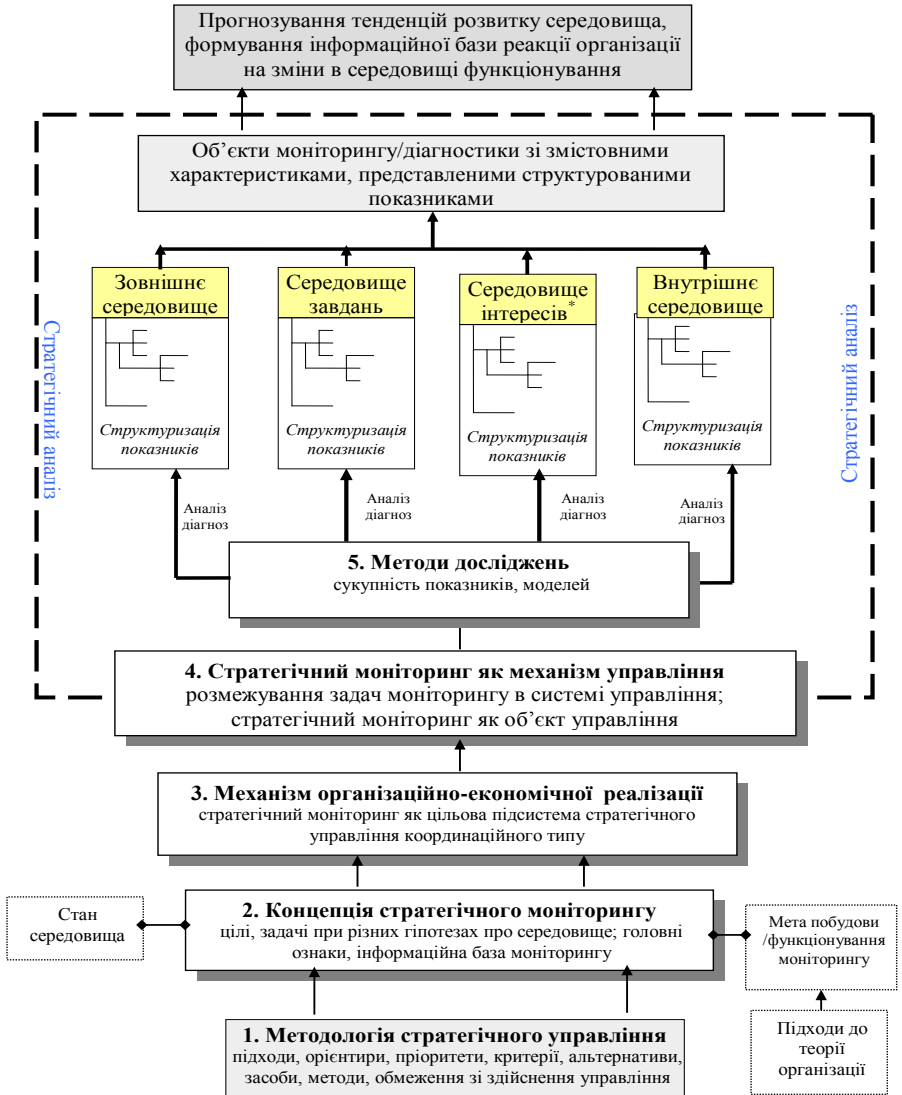 Прогнозування тенденцій розвитку середовища,
формування інформаційної бази реакції організації
на зміни в середовищі функціонування
Об’єкти моніторингу/діагностики зі змістовними
характеристиками, представленими структурованими
показниками
Стратегічний аналіз
Зовнішнє
середовище
Структуризація
показників
Середовище
завдань
Структуризація
показників
Середовище
інтересів*
Структуризація
показників
Внутрішнє
середовище
Структуризація
показників
Стратегічний аналіз
Аналіз
діагноз
Аналіз
діагноз
Аналіз
діагноз
Аналіз
діагноз
5. Методи досліджень
сукупність показників, моделей
4. Стратегічний моніторинг як механізм управління
розмежування задач моніторингу в системі управління;
стратегічний моніторинг як об’єкт управління
3. Механізм організаційно-економічної реалізації
стратегічний моніторинг як цільова підсистема стратегічного
управління координаційного типу
Стан
середовища
2. Концепція стратегічного моніторингу
цілі, задачі при різних гіпотезах про середовище; головні
ознаки, інформаційна база моніторингу
Мета побудови
/функціонування
моніторингу
1. Методологія стратегічного управління
підходи, орієнтири, пріоритети, критерії, альтернативи,
засоби, методи, обмеження зі здійснення управління
Підходи до
теорії
організації